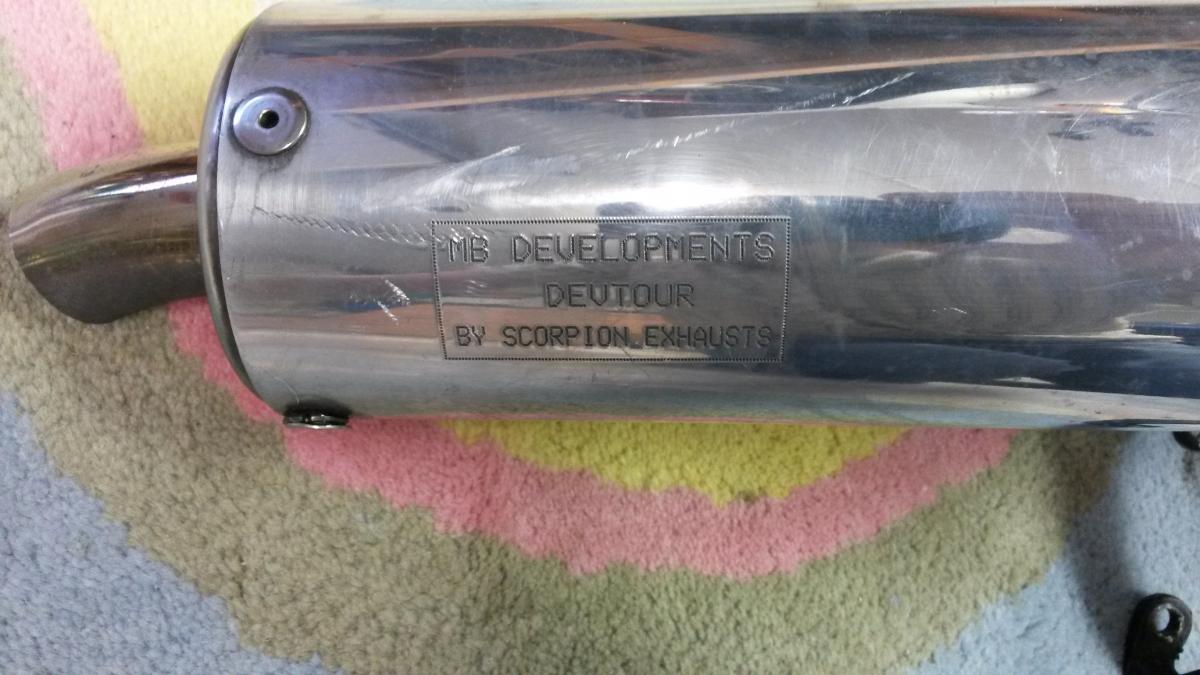 MB DEVELOPMENTS
DEVTOUR
BY SCORPION EXHAUSTS